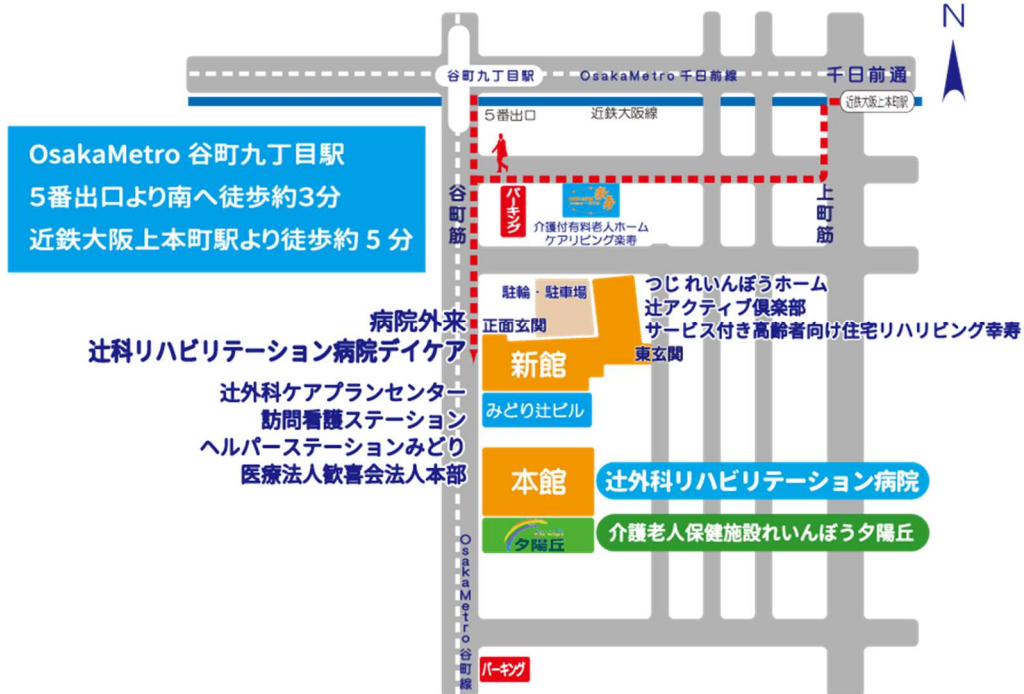 N
谷町九丁目駅
OsakaMetro 千日前線
千日前通
近鉄大阪上本町駅
5番出口
近鉄大阪線
OsakaMetro 谷町九丁目駅
5番出口より南へ徒歩約3分
近鉄大阪上本町駅より徒歩約 5 分
谷町筋
パーキング
介護付有料老人ホーム
ケアリビング楽寿
上町筋
駐輪・駐車場
つじ れいんぼうホーム
辻アクティブ倶楽部
サービス付き高齢者向け住宅リハリビング幸寿
病院外来
正面玄関
東玄関
辻科リハビリテーション病院デイケア
新館
辻外科ケアプランセンター
みどり辻ビル
訪問看護ステーション
ヘルパーステーションみどり
医療法人歓喜会法人本部
本館
辻外科リハビリテーション病院
夕陽丘
介護老人保健施設れいんぼう夕陽丘
OsakaMetro 谷町線
パーキング